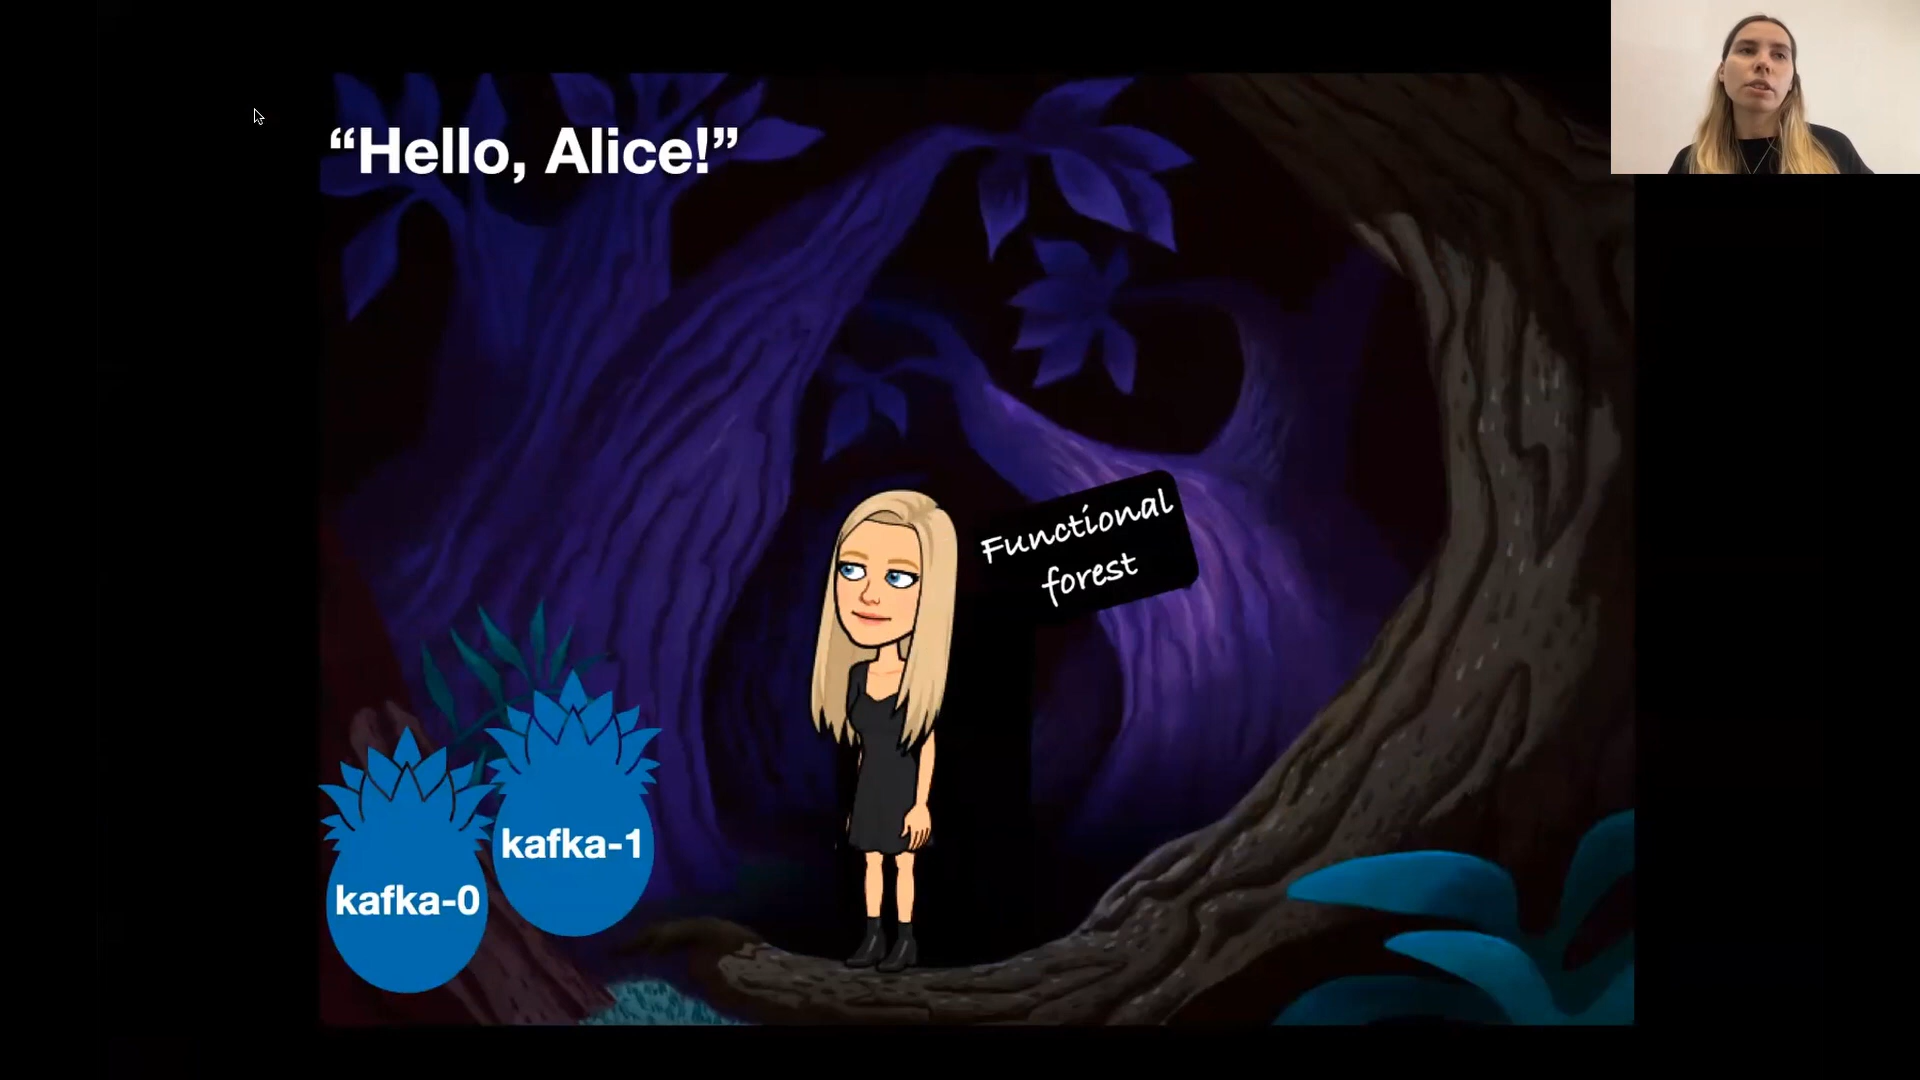 “Hello, Alice!”
Functional
forest
kafka-1
kafka-0